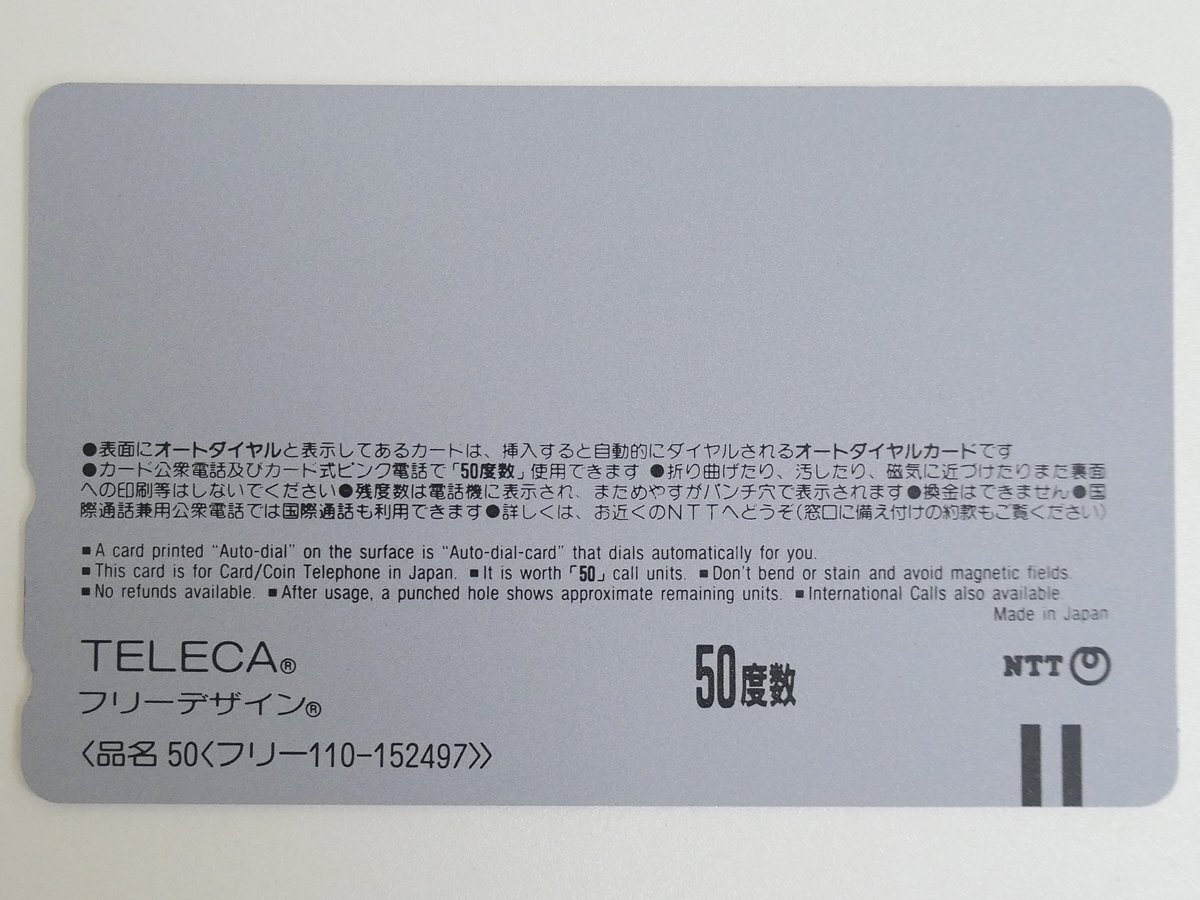 ●表面にオートダイヤルと表示してあるカードは、挿入すると自動的にダイヤルされるオートダイヤルカードです
●カード公衆電話及びカード式ピンク電話で「50度数」使用できます ●折り曲げたり、汚したり、磁気に近づけたりまた裏面
への印刷等はしないでください●残度数は電話機に表示され、まためやすがパンチ穴で表示されます●換金はできません●国
際通話兼用公衆電話では国際通話も利用できます●詳しくは、お近くのNTTへどうぞ(窓口に備え付けの約款もご覧ください)
■A card printed “Auto-dial” on the surface is “Auto-dial-card” that dials automatically for you.
■This card is for Card/Coin Telephone in Japan. ■It is worth「50」call units. ■Don't bend or stain and avoid magnetic fields.
■No refunds available. ■After usage, a punched hole shows approximate remaining units. ■International Calls also available.
Made in Japan
TELECA®
フリーデザイン®
50度数
NTT
〈品名 50〈フリー110-152497〉〉